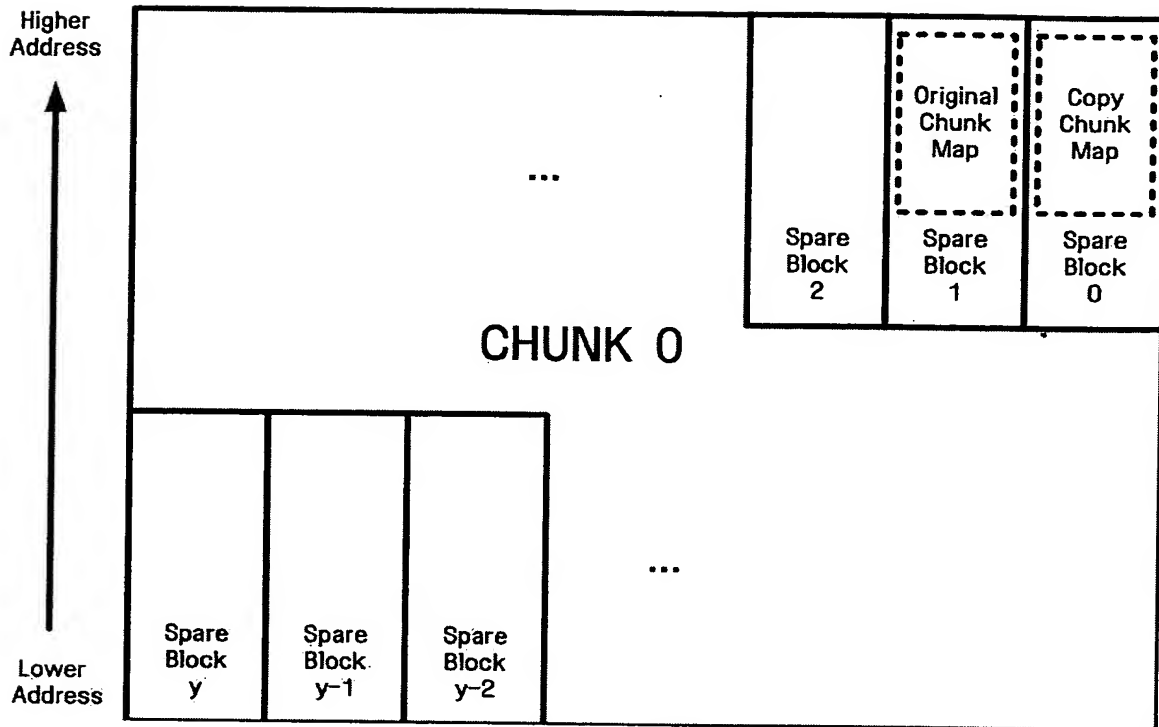 Higher
Address
Original
Chunk
Map
Copy
Chunk
Map
...
Spare
Block
2
Spare
Block
1
Spare
Block
0
CHUNK 0
...
Spare
Block
y
Spare
Block
y-1
Spare
Block
y-2
Lower
Address